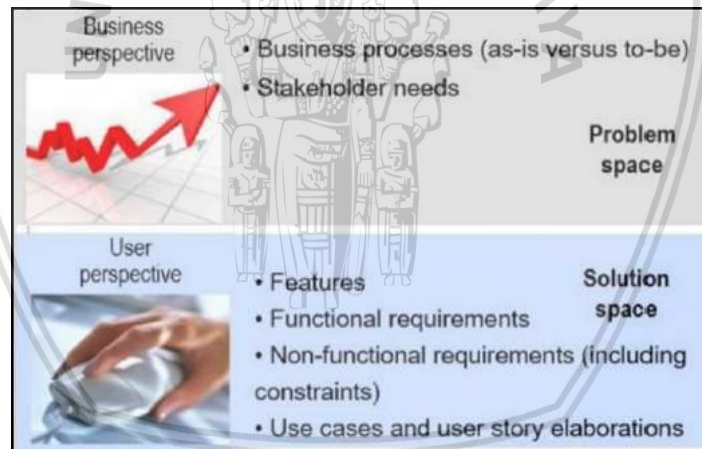 Business
perspective
• Business processes (as-is versus to-be)
• Stakeholder needs
Problem
space
User
perspective
• Features
Solution
space
• Functional requirements
• Non-functional requirements (including
constraints)
• Use cases and user story elaborations
YA